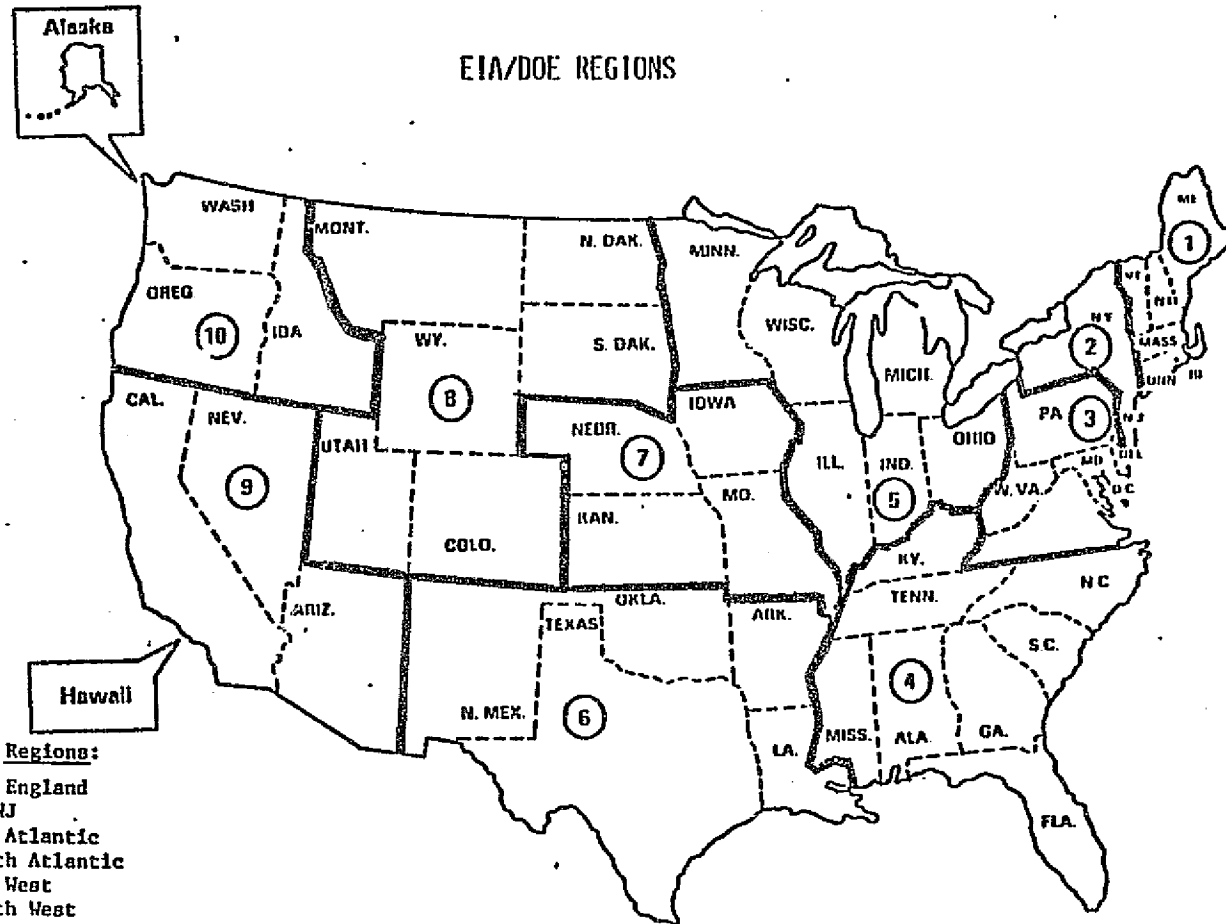 Alaska
EIA/DOE REGIONS
WASH
MONT.
N. DAK.
MINN.
ME
1
OREG
IDA
10
WY.
S. DAK.
WISC.
MICH.
VT
NH
NY
2
MASS
CAL.
NEV.
UTAH
8
IOWA
NEBR.
7
ILL.
IND.
5
OHIO
PA
3
N J
DEL
MD
D.C.
W. VA.
9
COLO.
KAN.
MO.
KY.
ARIZ.
OKLA.
TEXAS
ARK.
TENN.
N C
S.C.
Hawaii
N. MEX.
6
LA.
MISS.
4
ALA.
GA.
FLA.
Regions:
England
NJ
Atlantic
th Atlantic
West
th West